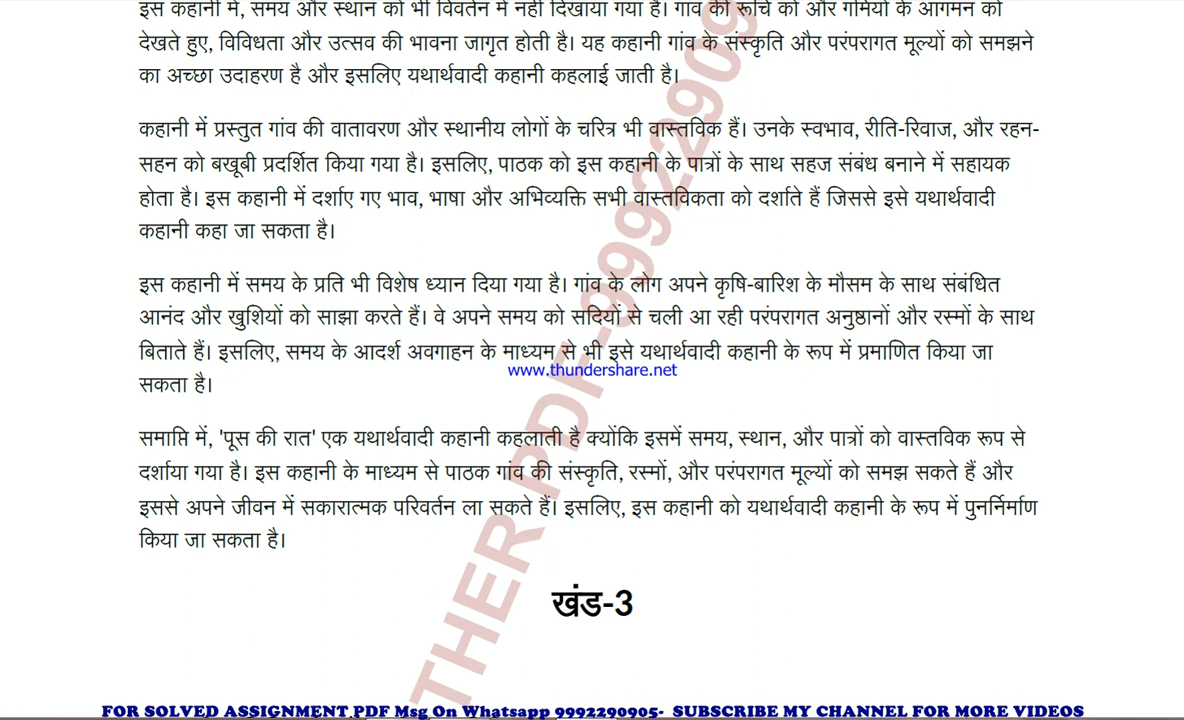 इस कहानी में, समय और स्थान को भी विवर्तन में नहीं दिखाया गया है। गांव की रूचि को और गर्मियों के आगमन को
देखते हुए, विविधता और उत्सव की भावना जागृत होती है। यह कहानी गांव के संस्कृति और परंपरागत मूल्यों को समझने
का अच्छा उदाहरण है और इसलिए यथार्थवादी कहानी कहलाई जाती है।
कहानी में प्रस्तुत गांव की वातावरण और स्थानीय लोगों के चरित्र भी वास्तविक हैं। उनके स्वभाव, रीति-रिवाज, और रहन-
सहन को बखूबी प्रदर्शित किया गया है। इसलिए, पाठक को इस कहानी के पात्रों के साथ सहज संबंध बनाने में सहायक
होता है। इस कहानी में दर्शाए गए भाव, भाषा और अभिव्यक्ति सभी वास्तविकता को दर्शाते हैं जिससे इसे यथार्थवादी
कहानी कहा जा सकता है।
इस कहानी में समय के प्रति भी विशेष ध्यान दिया गया है। गांव के लोग अपने कृषि-बारिश के मौसम के साथ संबंधित
आनंद और खुशियों को साझा करते हैं। वे अपने समय को सदियों से चली आ रही परंपरागत अनुष्ठानों और रस्मों के साथ
बिताते हैं। इसलिए, समय के आदर्श अवगाहन के माध्यम से भी इसे यथार्थवादी कहानी के रूप में प्रमाणित किया जा
www.thundershare.net
सकता है।
समाप्ति में, 'पूस की रात' एक यथार्थवादी कहानी कहलाती है क्योंकि इसमें समय, स्थान, और पात्रों को वास्तविक रूप से
दर्शाया गया है। इस कहानी के माध्यम से पाठक गांव की संस्कृति, रस्मों, और परंपरागत मूल्यों को समझ सकते हैं और
इससे अपने जीवन में सकारात्मक परिवर्तन ला सकते हैं। इसलिए, इस कहानी को यथार्थवादी कहानी के रूप में पुनर्निर्माण
किया जा सकता है।
THER PDF-99922909
खंड-3
FOR SOLVED ASSIGNMENT PDF Msg On Whatsapp 9992290905- SUBSCRIBE MY CHANNEL FOR MORE VIDEOS